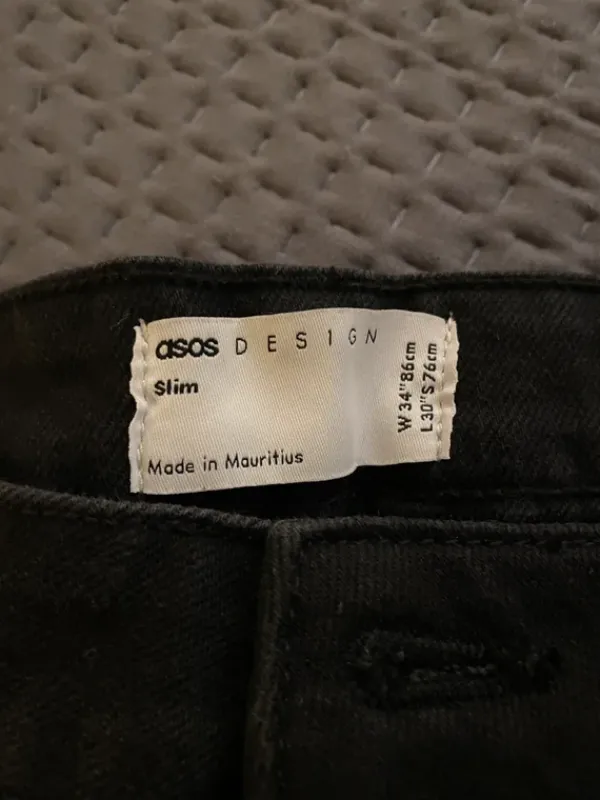 asos DESIGN
Slim
Made in Mauritius
W 34" 86cm
L 30" S 76cm